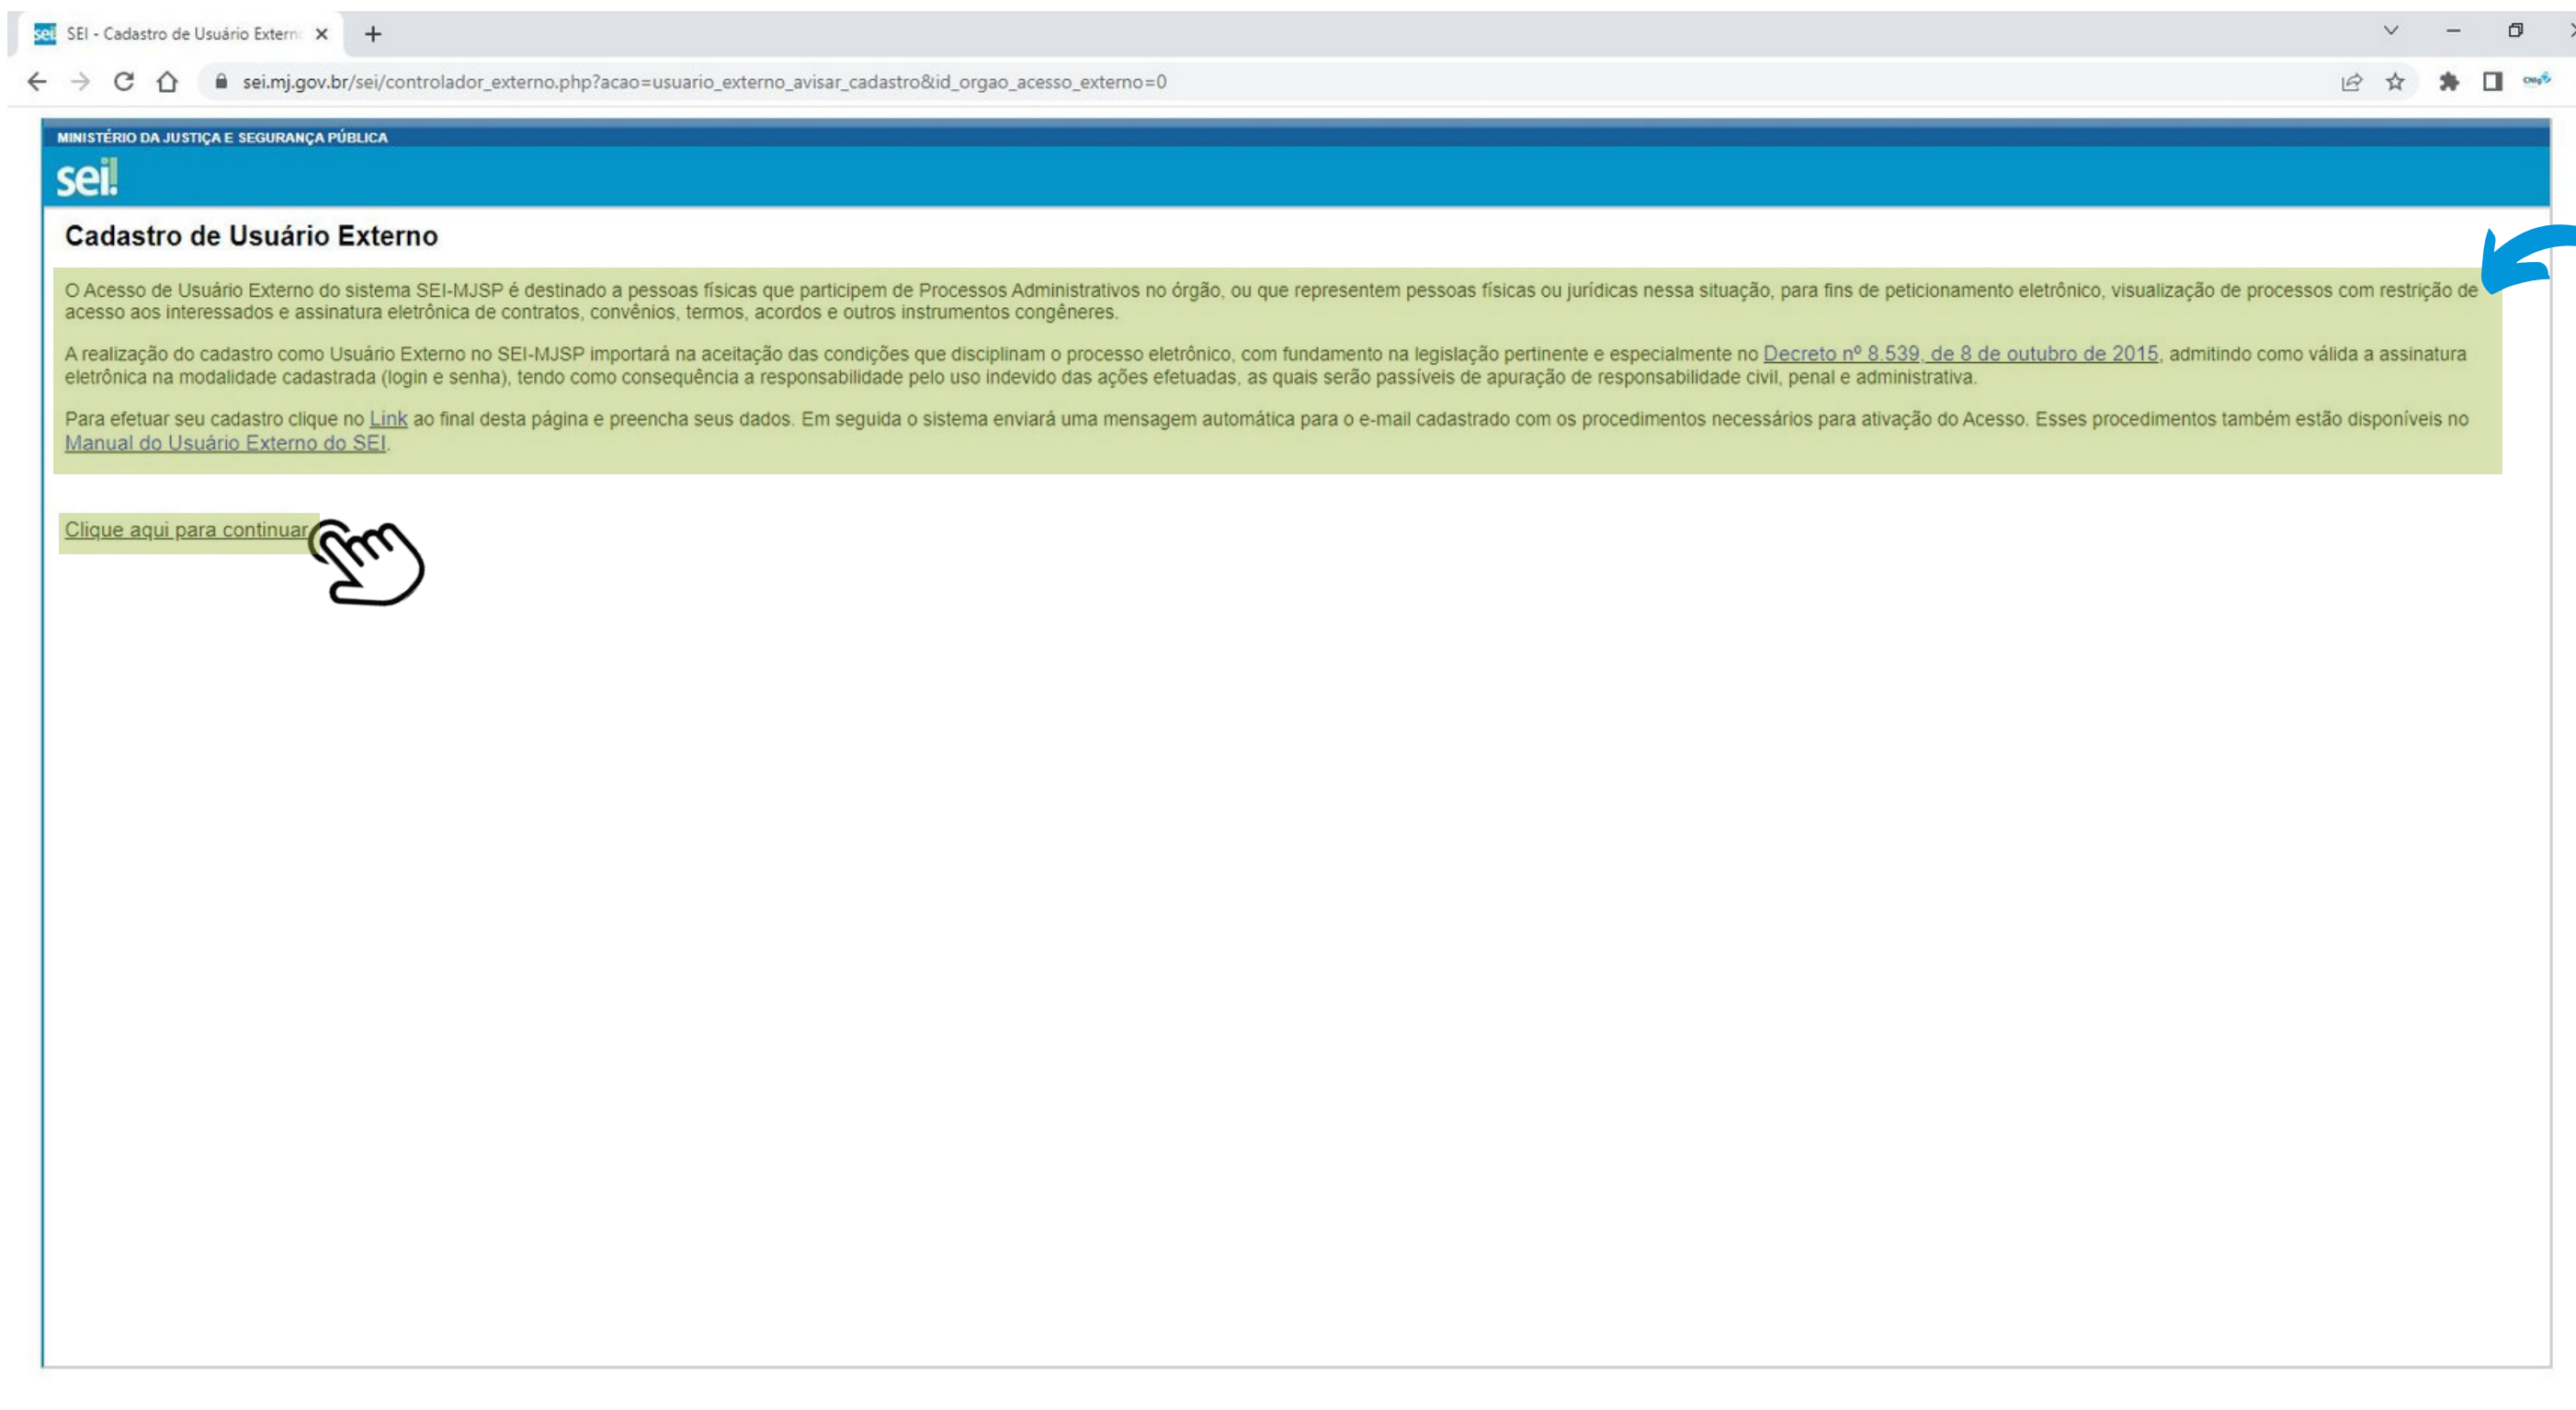 sei! SEI - Cadastro de Usuário Extern
sei.mj.gov.br/sei/controlador_externo.php?acao=usuario_externo_avisar_cadastro&id_orgao_acesso_externo=0
MINISTÉRIO DA JUSTIÇA E SEGURANÇA PÚBLICA
sei!
Cadastro de Usuário Externo
O Acesso de Usuário Externo do sistema SEI-MJSP é destinado a pessoas físicas que participem de Processos Administrativos no órgão, ou que representem pessoas físicas ou jurídicas nessa situação, para fins de peticionamento eletrônico, visualização de processos com restrição de
acesso aos interessados e assinatura eletrônica de contratos, convênios, termos, acordos e outros instrumentos congêneres.
A realização do cadastro como Usuário Externo no SEI-MJSP importará na aceitação das condições que disciplinam o processo eletrônico, com fundamento na legislação pertinente e especialmente no Decreto nº 8.539, de 8 de outubro de 2015, admitindo como válida a assinatura
eletrônica na modalidade cadastrada (login e senha), tendo como consequência a responsabilidade pelo uso indevido das ações efetuadas, as quais serão passíveis de apuração de responsabilidade civil, penal e administrativa.
Para efetuar seu cadastro clique no Link ao final desta página e preencha seus dados. Em seguida o sistema enviará uma mensagem automática para o e-mail cadastrado com os procedimentos necessários para ativação do Acesso. Esses procedimentos também estão disponíveis no
Manual do Usuário Externo do SEI.
Clique aqui para continuar